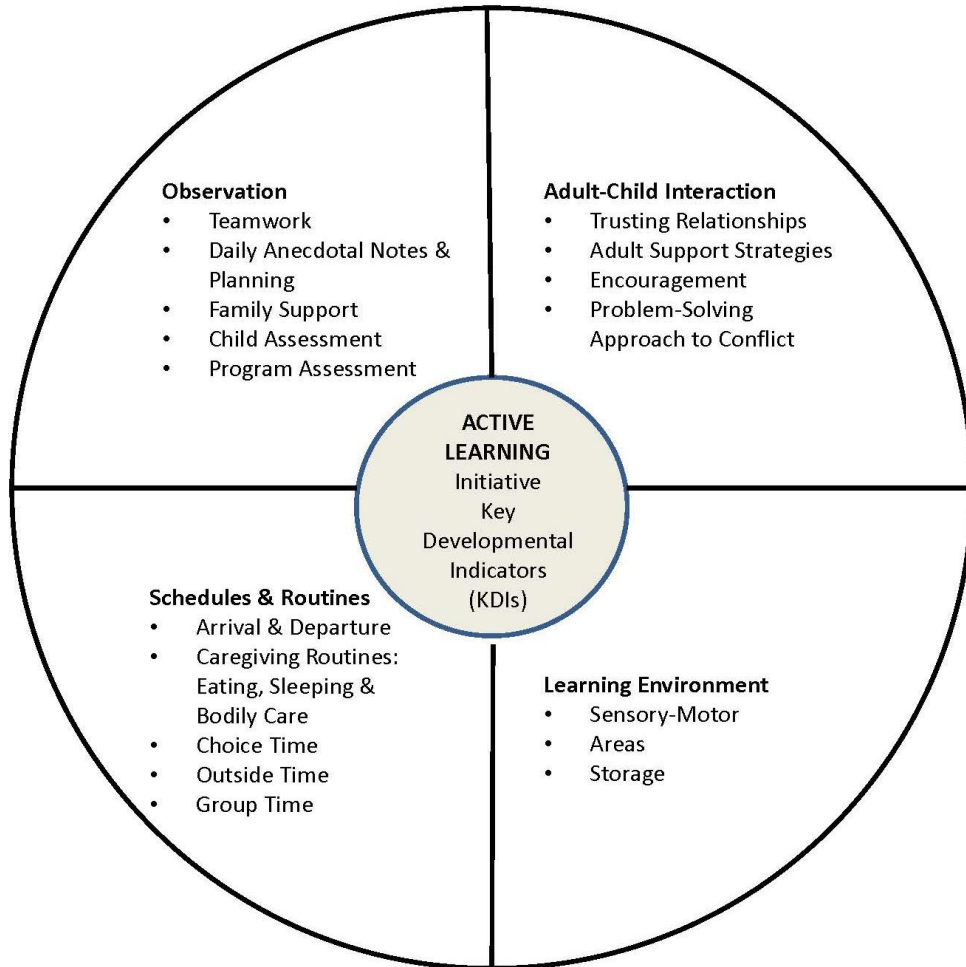 Observation
• Teamwork
• Daily Anecdotal Notes &
Planning
• Family Support
• Child Assessment
• Program Assessment
Adult-Child Interaction
• Trusting Relationships
• Adult Support Strategies
• Encouragement
• Problem-Solving
Approach to Conflict
ACTIVE
LEARNING
Initiative
Key
Developmental
Indicators
(KDIs)
Schedules & Routines
• Arrival & Departure
• Caregiving Routines:
Eating, Sleeping &
Bodily Care
• Choice Time
• Outside Time
• Group Time
Learning Environment
• Sensory-Motor
• Areas
• Storage